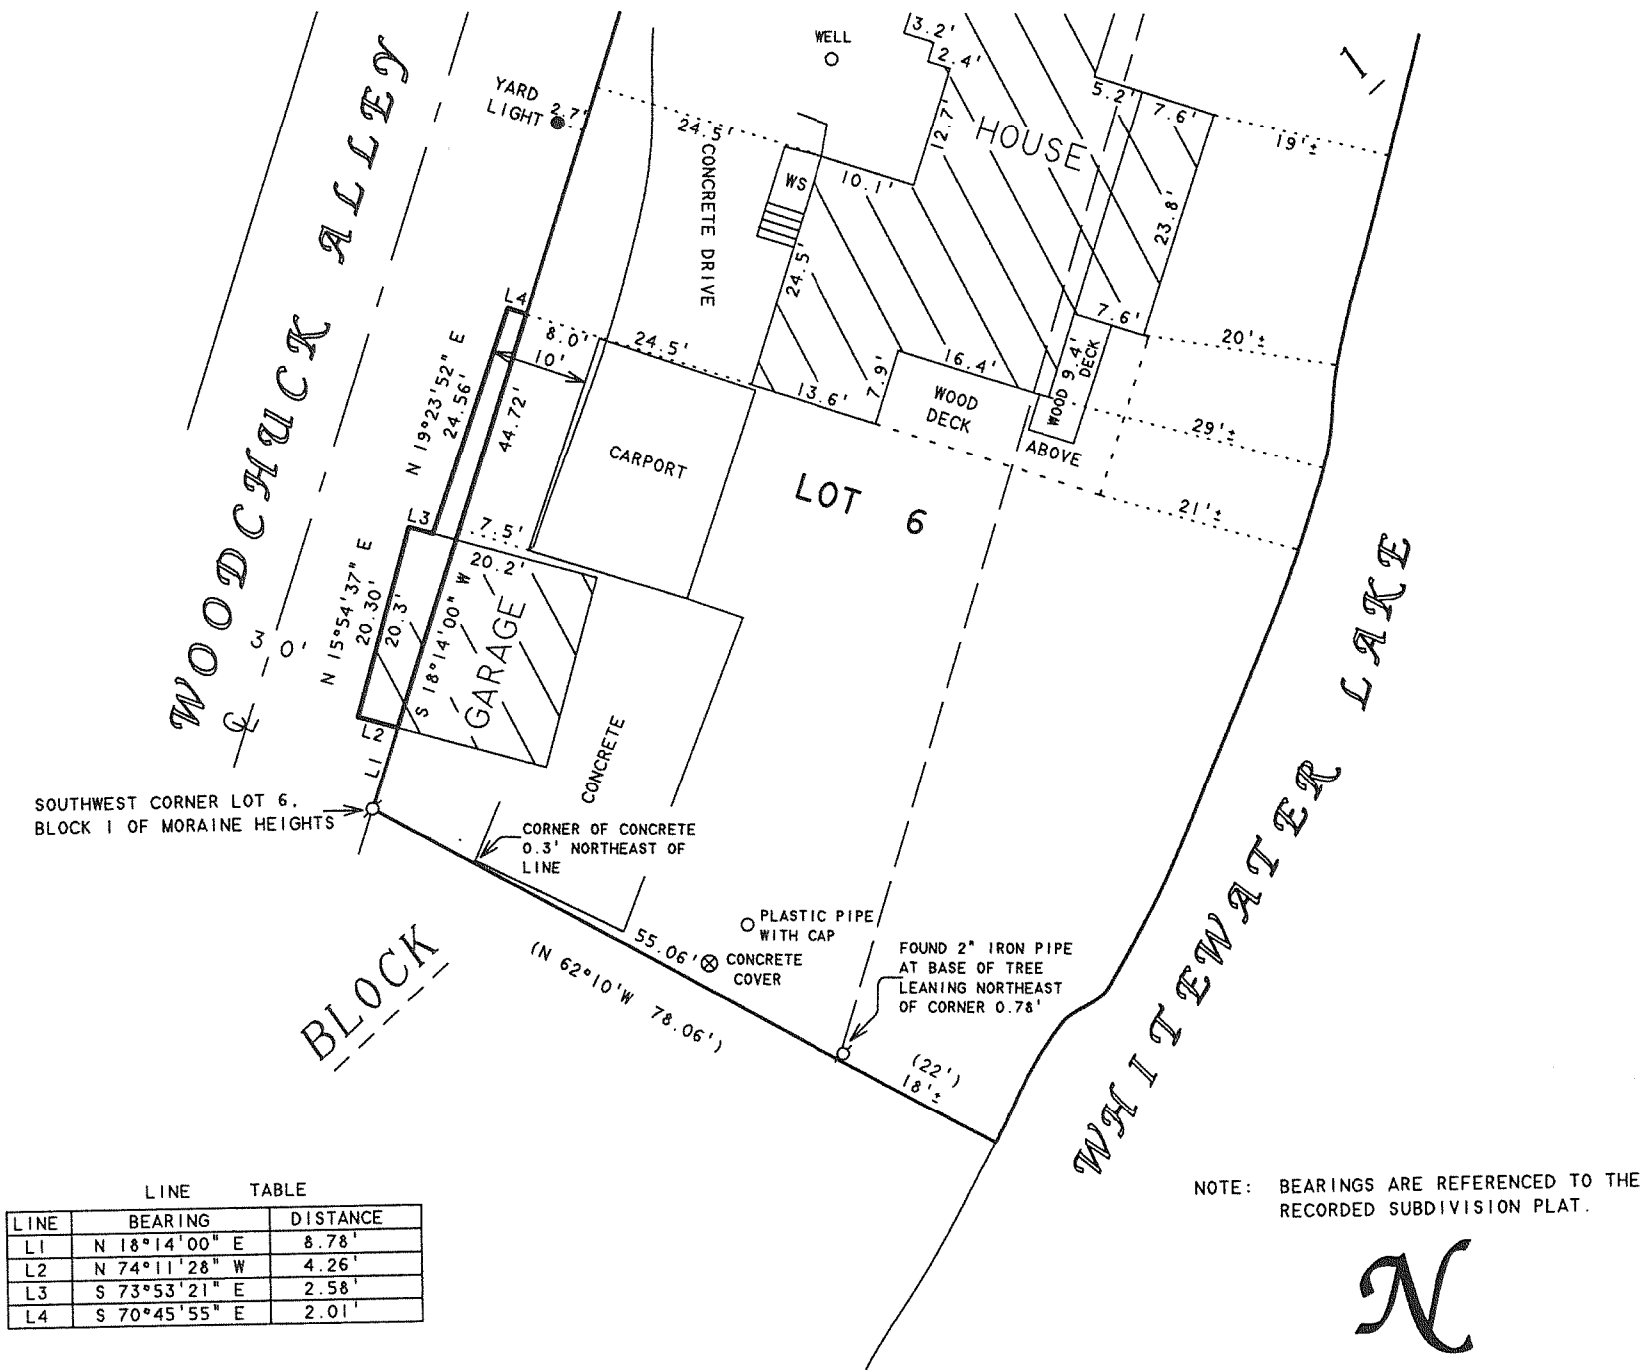 WOODCHUCK ALLEY
30'
℄
YARD
LIGHT
2.7'
WELL
24.5'
CONCRETE DRIVE
WS
3.2'
2.4'
12.7'
HOUSE
10.1'
24.5'
5.2'
7.6'
23.8'
7.6'
19'±
1
20'±
29'±
21'±
L4
8.0'
10'
24.5'
N 19°23'52" E
24.56'
44.72'
CARPORT
13.6'
7.9'
16.4'
WOOD
DECK
WOOD 9.4'
DECK
ABOVE
LOT 6
L3
7.5'
20.2'
N 15°54'37" E
20.30'
20.3'
S 18°14'00" W
GARAGE
L2
L1
CONCRETE
SOUTHWEST CORNER LOT 6,
BLOCK 1 OF MORAINE HEIGHTS
CORNER OF CONCRETE
0.3' NORTHEAST OF
LINE
PLASTIC PIPE
WITH CAP
CONCRETE
COVER
55.06'
(N 62°10'W 78.06')
FOUND 2" IRON PIPE
AT BASE OF TREE
LEANING NORTHEAST
OF CORNER 0.78'
(22')
18'±
BLOCK
WHITEWATER LAKE
LINE TABLE
LINE BEARING DISTANCE
L1 N 18°14'00" E 8.78'
L2 N 74°11'28" W 4.26'
L3 S 73°53'21" E 2.58'
L4 S 70°45'55" E 2.01'
NOTE: BEARINGS ARE REFERENCED TO THE
RECORDED SUBDIVISION PLAT.
N